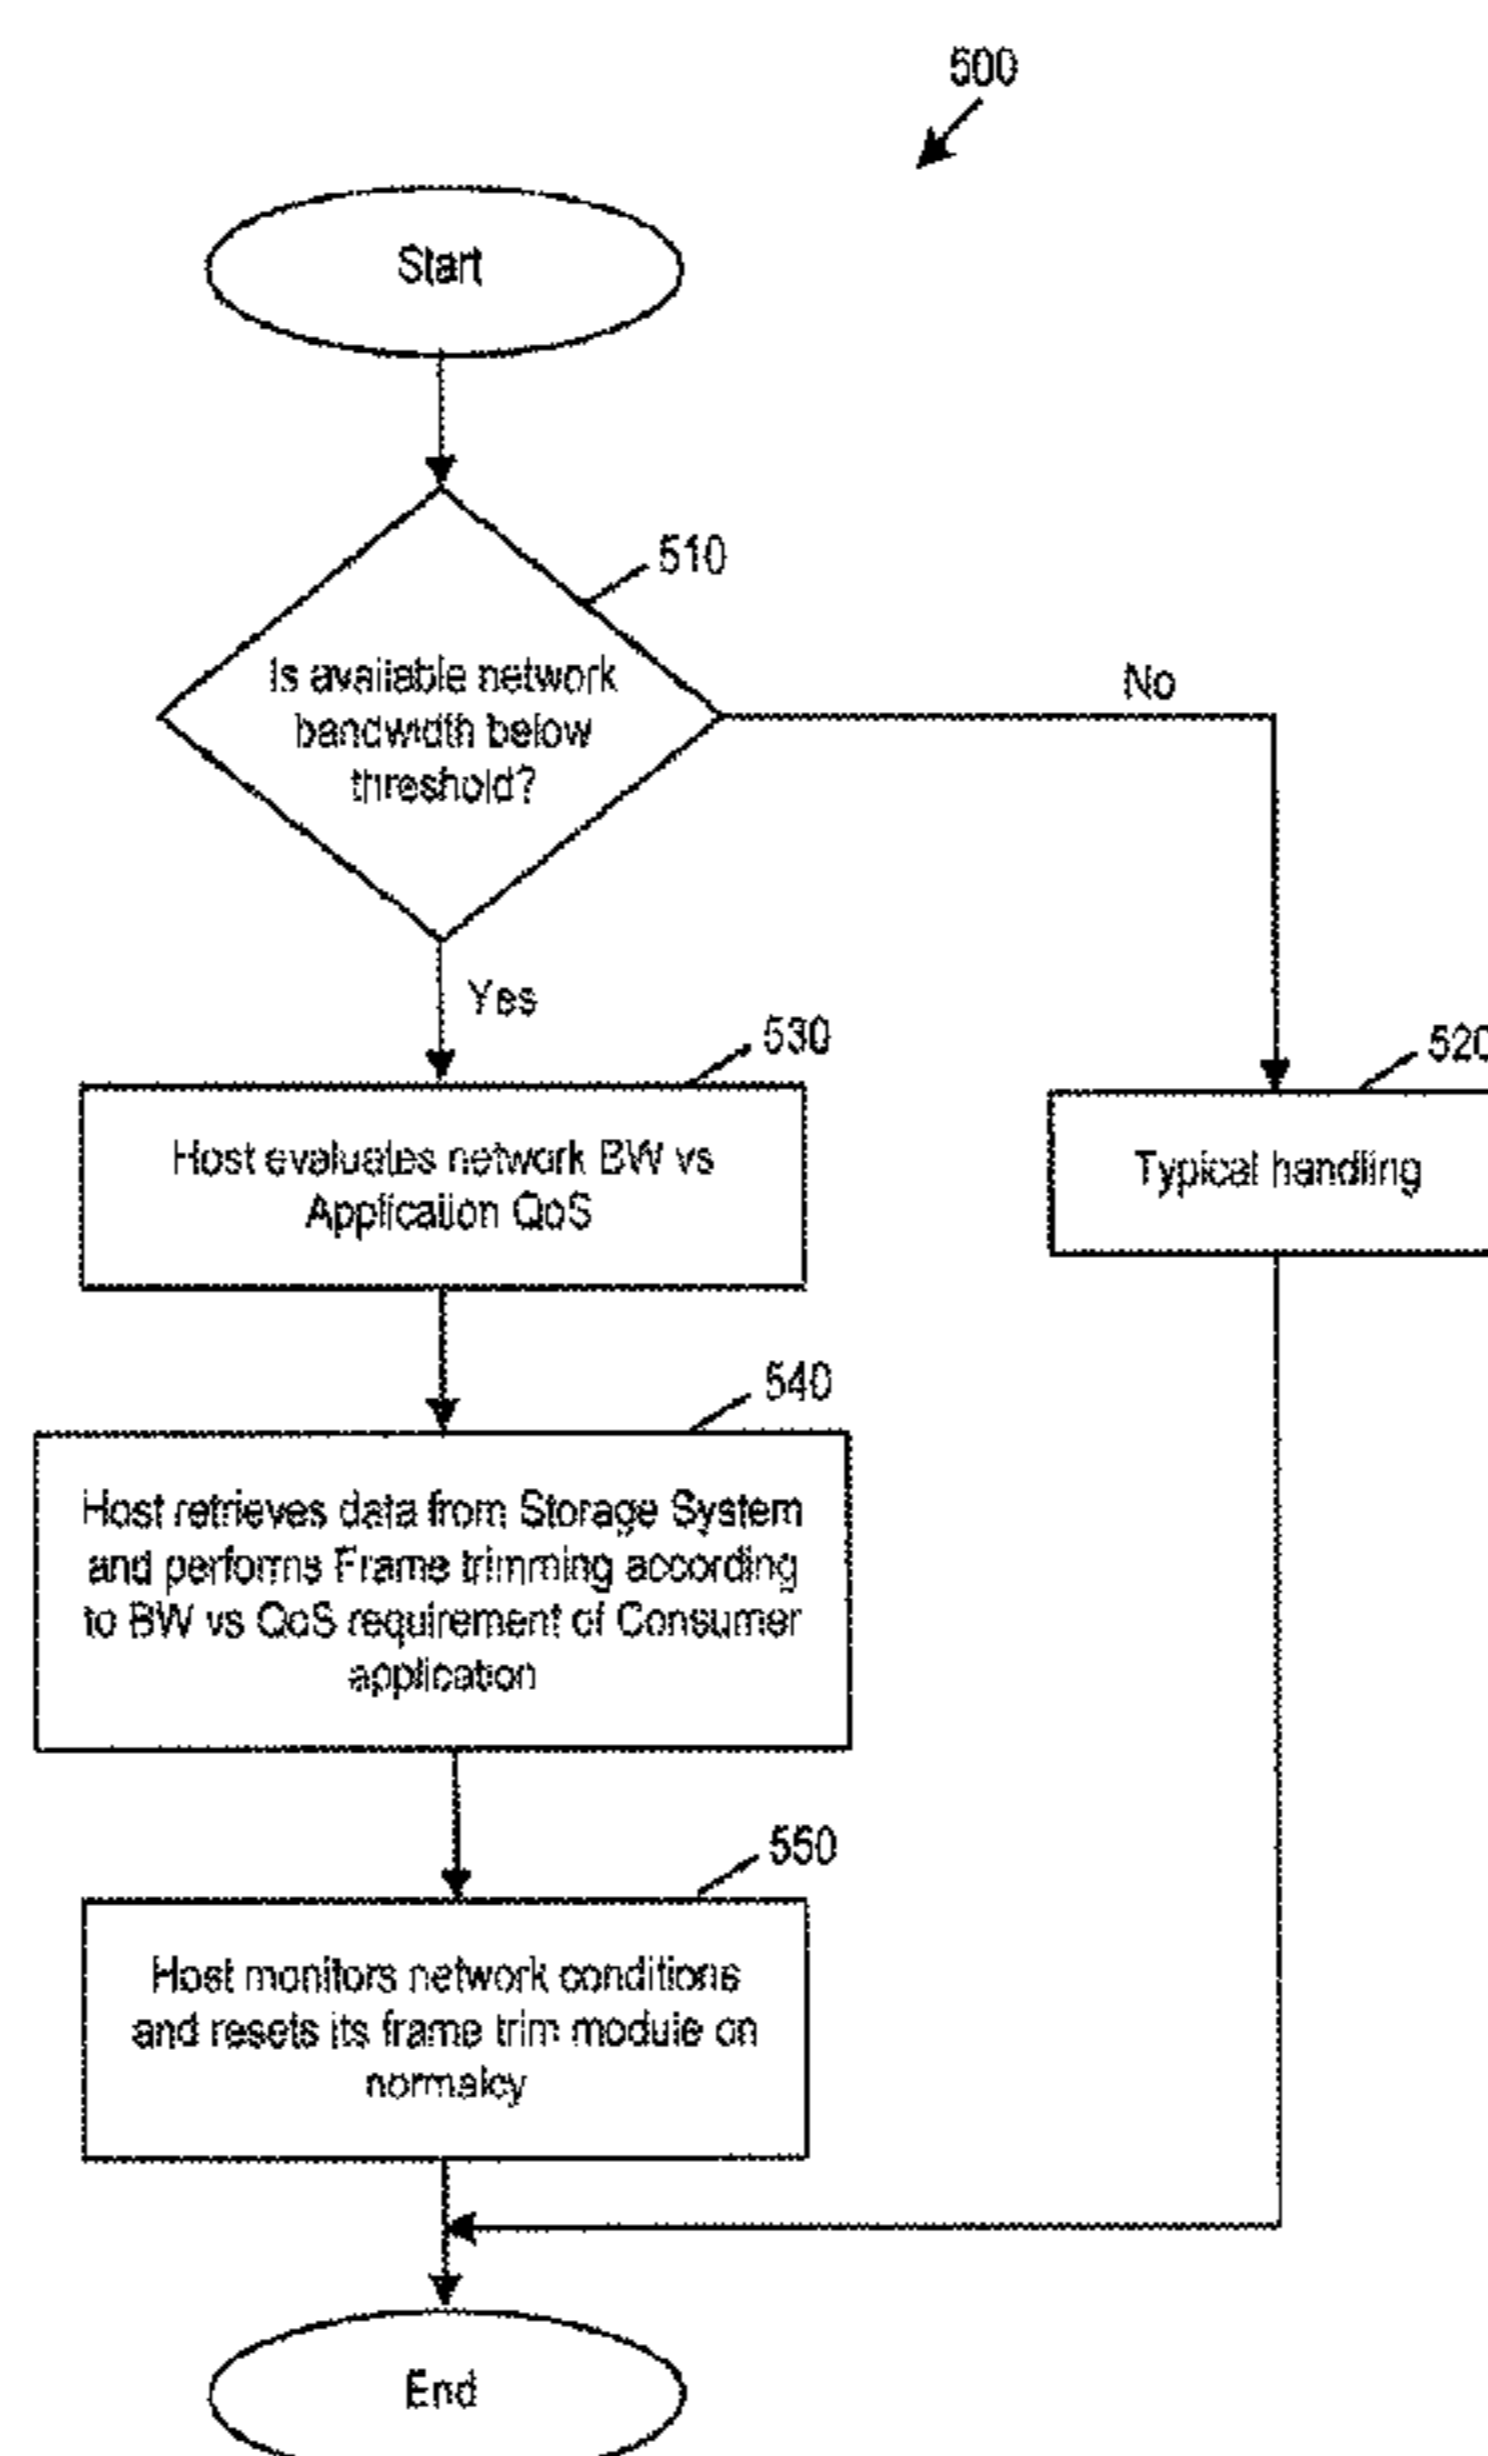 500
Start
510
Is available network
bandwidth below
threshold?
No
Yes
530
Host evaluates network BW vs
Application QoS
520
Typical handling
540
Host retrieves data from Storage System
and performs Frame trimming according
to BW vs QoS requirement of Consumer
application
550
Host monitors network conditions
and resets its frame trim module on
normalcy
End